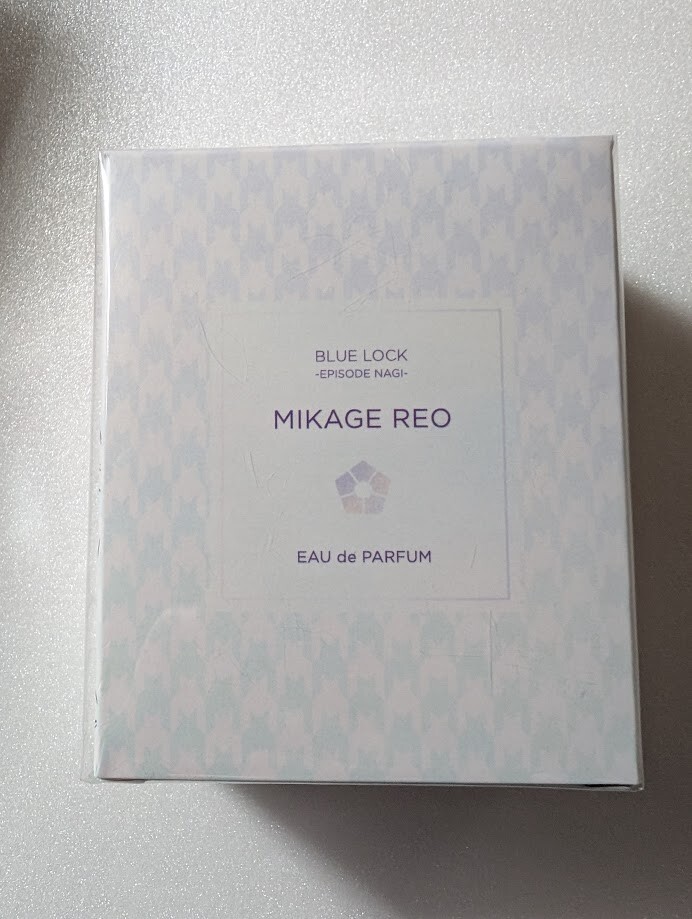 BLUE LOCK
-EPISODE NAGI-
MIKAGE REO
EAU de PARFUM